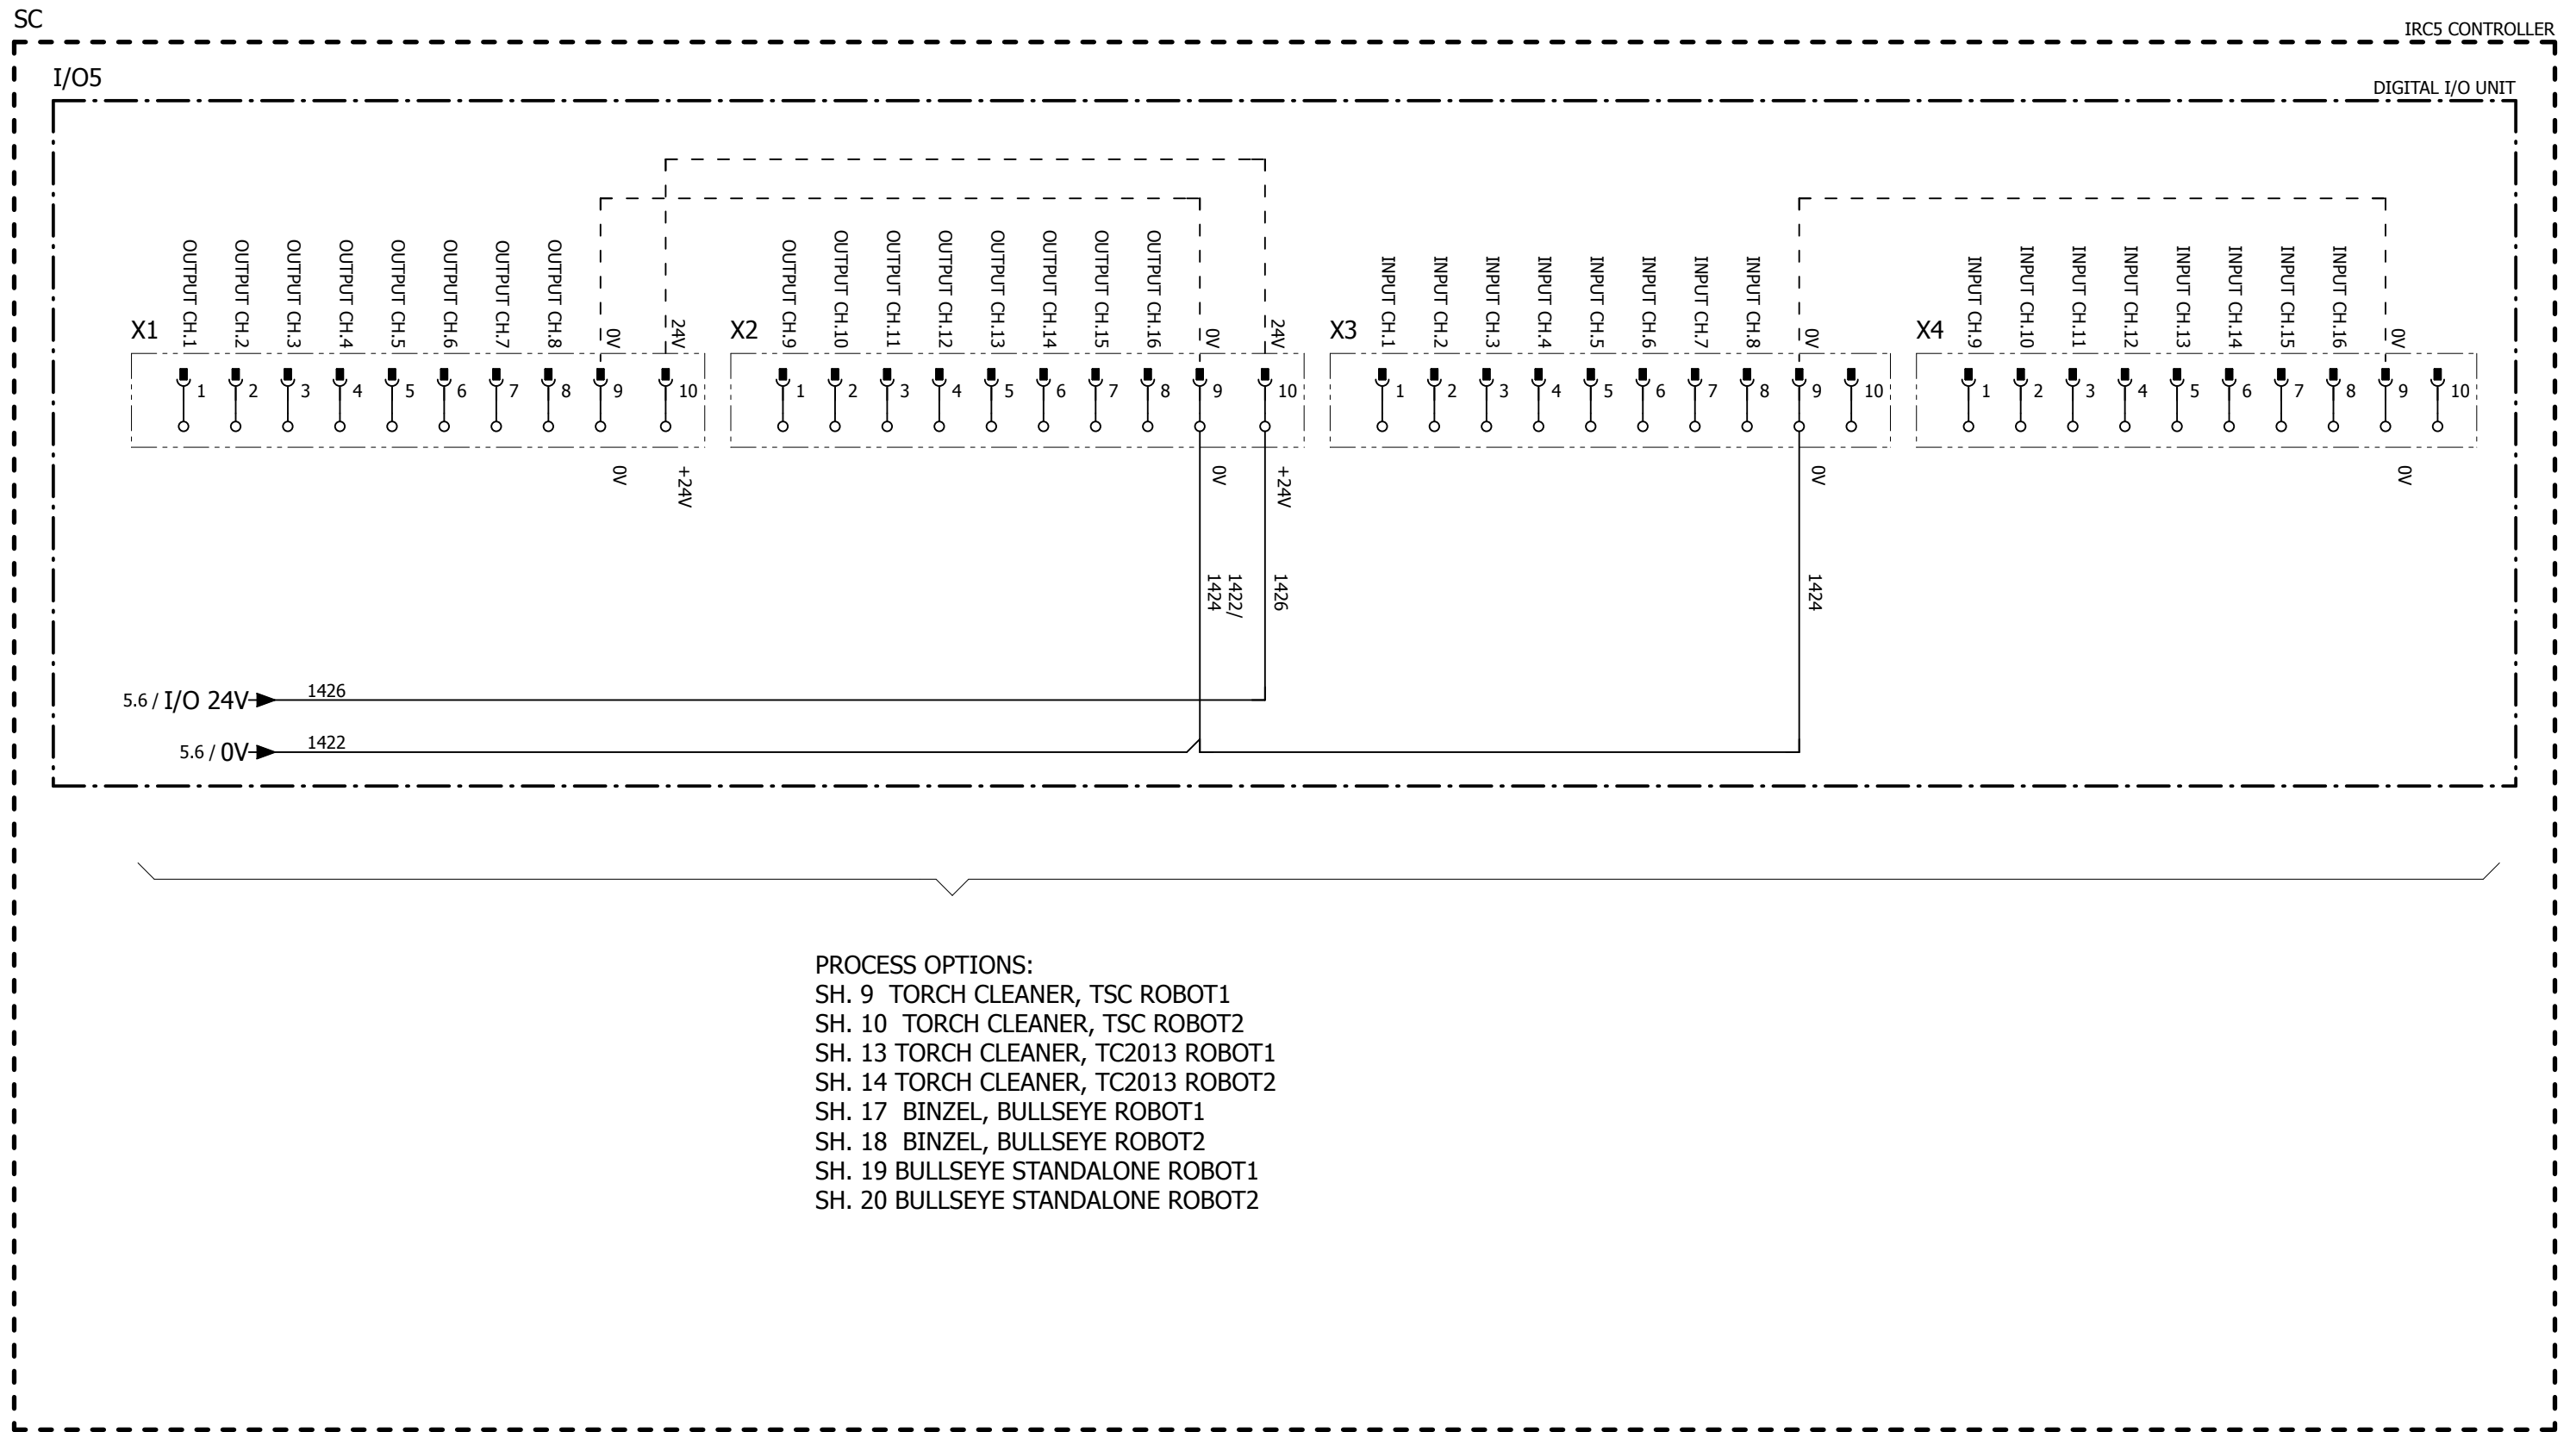 SC
IRC5 CONTROLLER
I/O5
DIGITAL I/O UNIT
X1
OUTPUT CH.1
OUTPUT CH.2
OUTPUT CH.3
OUTPUT CH.4
OUTPUT CH.5
OUTPUT CH.6
OUTPUT CH.7
OUTPUT CH.8
0V
24V
X2
OUTPUT CH.9
OUTPUT CH.10
OUTPUT CH.11
OUTPUT CH.12
OUTPUT CH.13
OUTPUT CH.14
OUTPUT CH.15
OUTPUT CH.16
0V
24V
X3
INPUT CH.1
INPUT CH.2
INPUT CH.3
INPUT CH.4
INPUT CH.5
INPUT CH.6
INPUT CH.7
INPUT CH.8
0V
X4
INPUT CH.9
INPUT CH.10
INPUT CH.11
INPUT CH.12
INPUT CH.13
INPUT CH.14
INPUT CH.15
INPUT CH.16
0V
1 2 3 4 5 6 7 8 9 10
1 2 3 4 5 6 7 8 9 10
1 2 3 4 5 6 7 8 9 10
1 2 3 4 5 6 7 8 9 10
0V
+24V
0V
+24V
0V
0V
1422/
1424
1426
1424
5.6 / I/O 24V 1426
5.6 / 0V 1422
PROCESS OPTIONS:
SH. 9 TORCH CLEANER, TSC ROBOT1
SH. 10 TORCH CLEANER, TSC ROBOT2
SH. 13 TORCH CLEANER, TC2013 ROBOT1
SH. 14 TORCH CLEANER, TC2013 ROBOT2
SH. 17 BINZEL, BULLSEYE ROBOT1
SH. 18 BINZEL, BULLSEYE ROBOT2
SH. 19 BULLSEYE STANDALONE ROBOT1
SH. 20 BULLSEYE STANDALONE ROBOT2